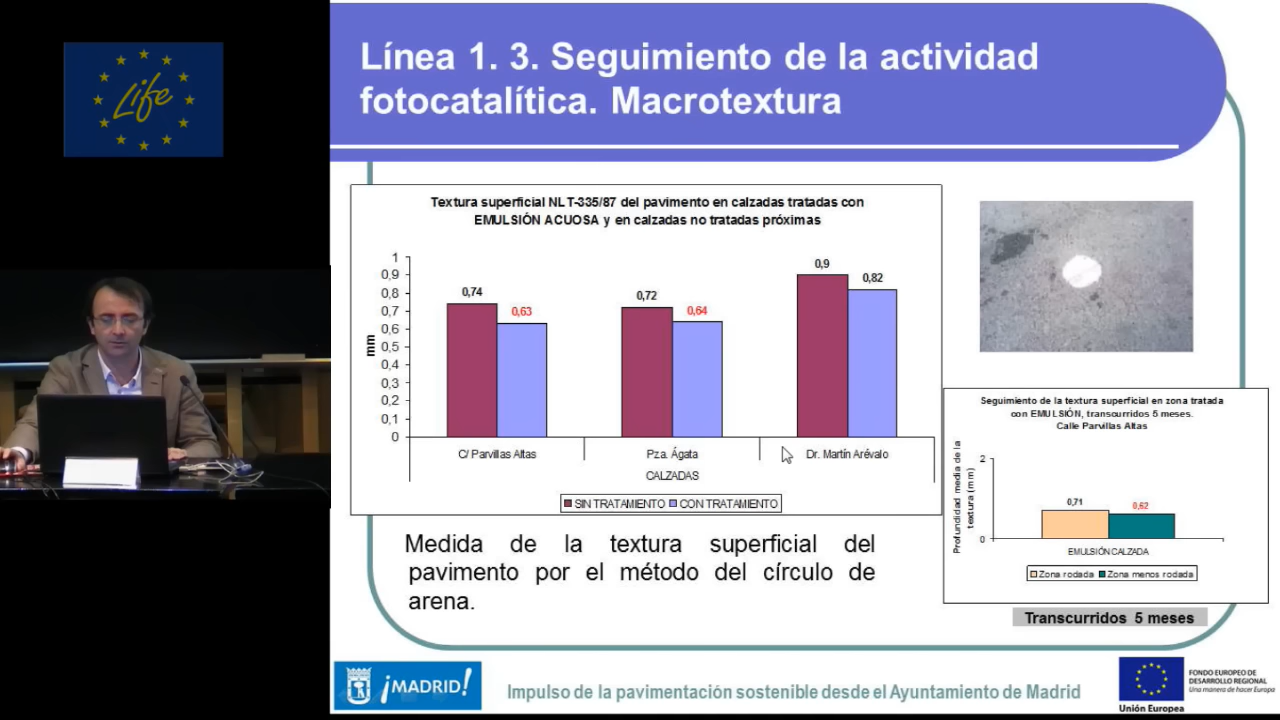 Life
Línea 1. 3. Seguimiento de la actividad
fotocatalítica. Macrotextura
Textura superficial NLT-335/87 del pavimento en calzadas tratadas con
EMULSIÓN ACUOSA y en calzadas no tratadas próximas
mm
1
0,9
0,8
0,7
0,6
0,5
0,4
0,3
0,2
0,1
0
0,74
0,63
0,72
0,64
0,9
0,82
C/ Parvillas Altas
Pza. Ágata
Dr. Martín Arévalo
CALZADAS
SIN TRATAMIENTO CON TRATAMIENTO
Seguimiento de la textura superficial en zona tratada
con EMULSIÓN, transcurridos 5 meses.
Calle Parvillas Altas
Profundidad media de la
textura (mm)
2
0
0,71
0,62
EMULSIÓN CALZADA
Zona rodada Zona menos rodada
Transcurridos 5 meses
Medida de la textura superficial del
pavimento por el método del círculo de
arena.
¡MADRID!
Impulso de la pavimentación sostenible desde el Ayuntamiento de Madrid
Unión Europea
FONDO EUROPEO DE
DESARROLLO REGIONAL
Una manera de hacer Europa